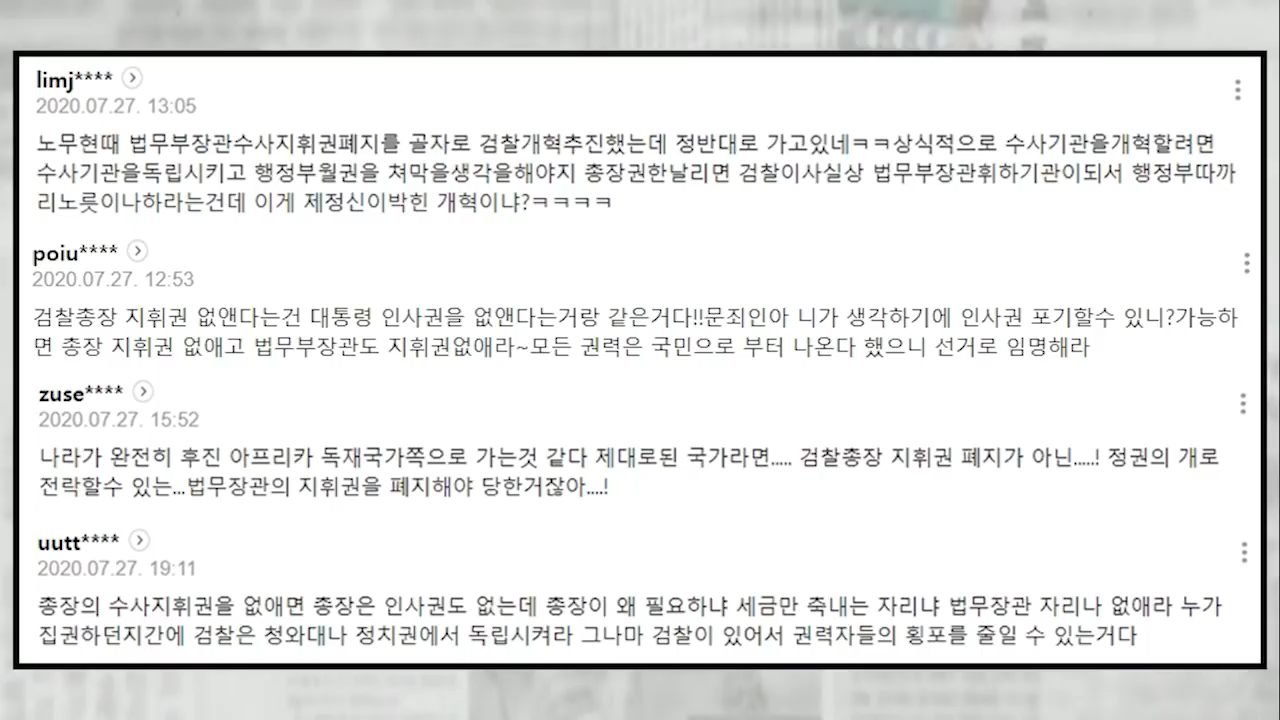 limj****
2020.07.27. 13:05
노무현때 법무부장관수사지휘권폐지를 골자로 검찰개혁추진했는데 정반대로 가고있네ㅋㅋ상식적으로 수사기관을개혁할려면
수사기관을독립시키고 행정부월권을 쳐막을생각을해야지 총장권한날리면 검찰이사실상 법무부장관휘하기관이되서 행정부따까
리노릇이나하라는건데 이게 제정신이박힌 개혁이냐?ㅋㅋㅋㅋ
poiu****
2020.07.27. 12:53
검찰총장 지휘권 없앤다는건 대통령 인사권을 없앤다는거랑 같은거다!!문죄인아 니가 생각하기에 인사권 포기할수 있니?가능하
면 총장 지휘권 없애고 법무부장관도 지휘권없애라~모든 권력은 국민으로 부터 나온다 했으니 선거로 임명해라
zuse****
2020.07.27. 15:52
나라가 완전히 후진 아프리카 독재국가쪽으로 가는것 같다 제대로된 국가라면..... 검찰총장 지휘권 폐지가 아닌.....! 정권의 개로
전락할수 있는...법무장관의 지휘권을 폐지해야 당한거잖아....!
uutt****
2020.07.27. 19:11
총장의 수사지휘권을 없애면 총장은 인사권도 없는데 총장이 왜 필요하냐 세금만 축내는 자리냐 법무장관 자리나 없애라 누가
집권하던지간에 검찰은 청와대나 정치권에서 독립시켜라 그나마 검찰이 있어서 권력자들의 횡포를 줄일 수 있는거다